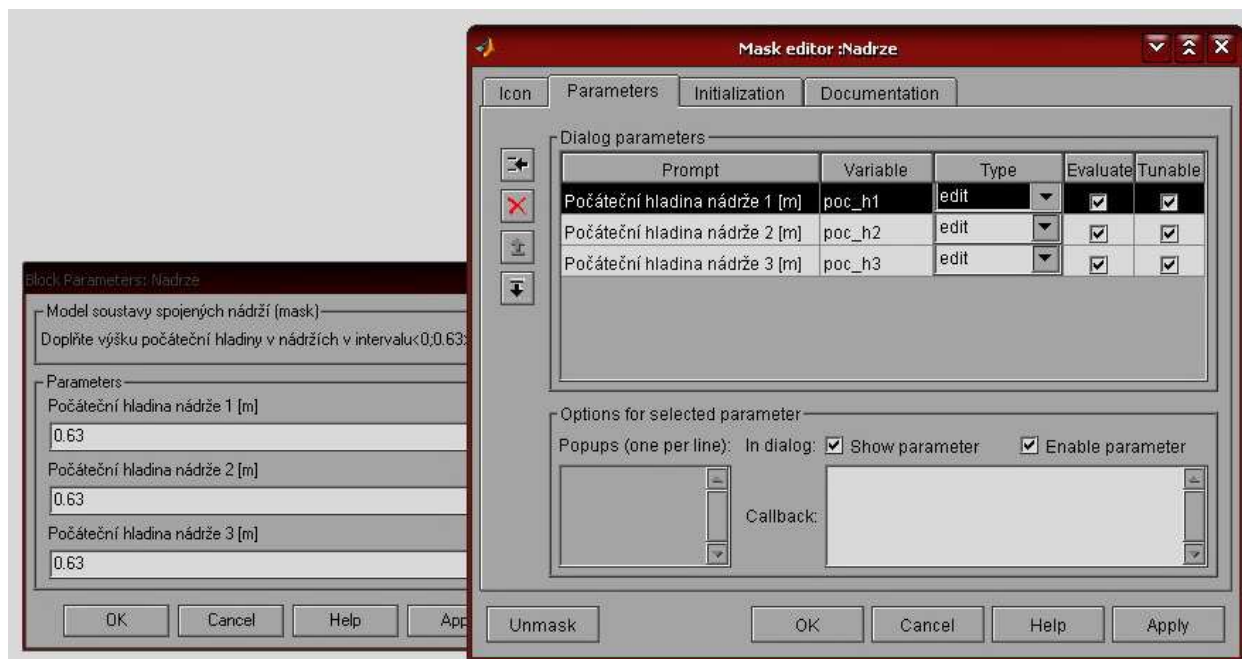 Mask editor :Nadrze
Icon Parameters Initialization Documentation
Dialog parameters
Prompt Variable Type Evaluate Tunable
Počáteční hladina nádrže 1 [m] poc_h1 edit
Počáteční hladina nádrže 2 [m] poc_h2 edit
Počáteční hladina nádrže 3 [m] poc_h3 edit
Options for selected parameter
Popups (one per line): In dialog: Show parameter Enable parameter
Callback:
Unmask OK Cancel Help Apply
Block Parameters: Nadrze
Model soustavy spojených nádrží (mask)
Doplňte výšku počáteční hladiny v nádržích v intervalu<0;0.63
Parameters
Počáteční hladina nádrže 1 [m]
0.63
Počáteční hladina nádrže 2 [m]
0.63
Počáteční hladina nádrže 3 [m]
0.63
OK Cancel Help App